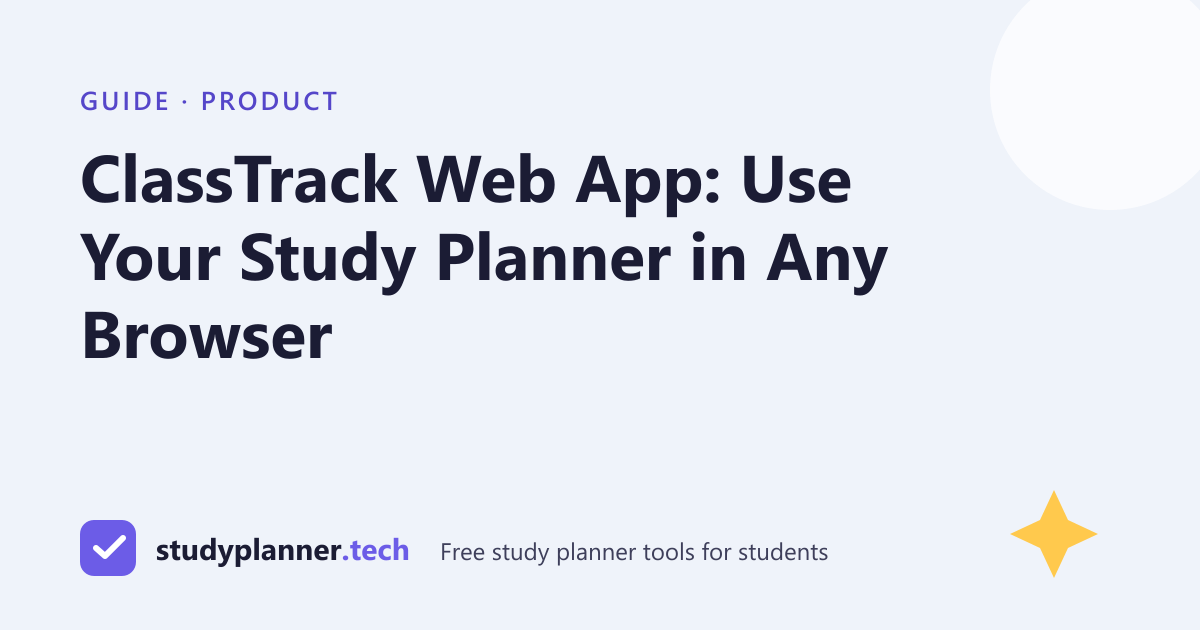 GUIDE · PRODUCT
ClassTrack Web App: Use
Your Study Planner in Any
Browser
studyplanner.tech Free study planner tools for students